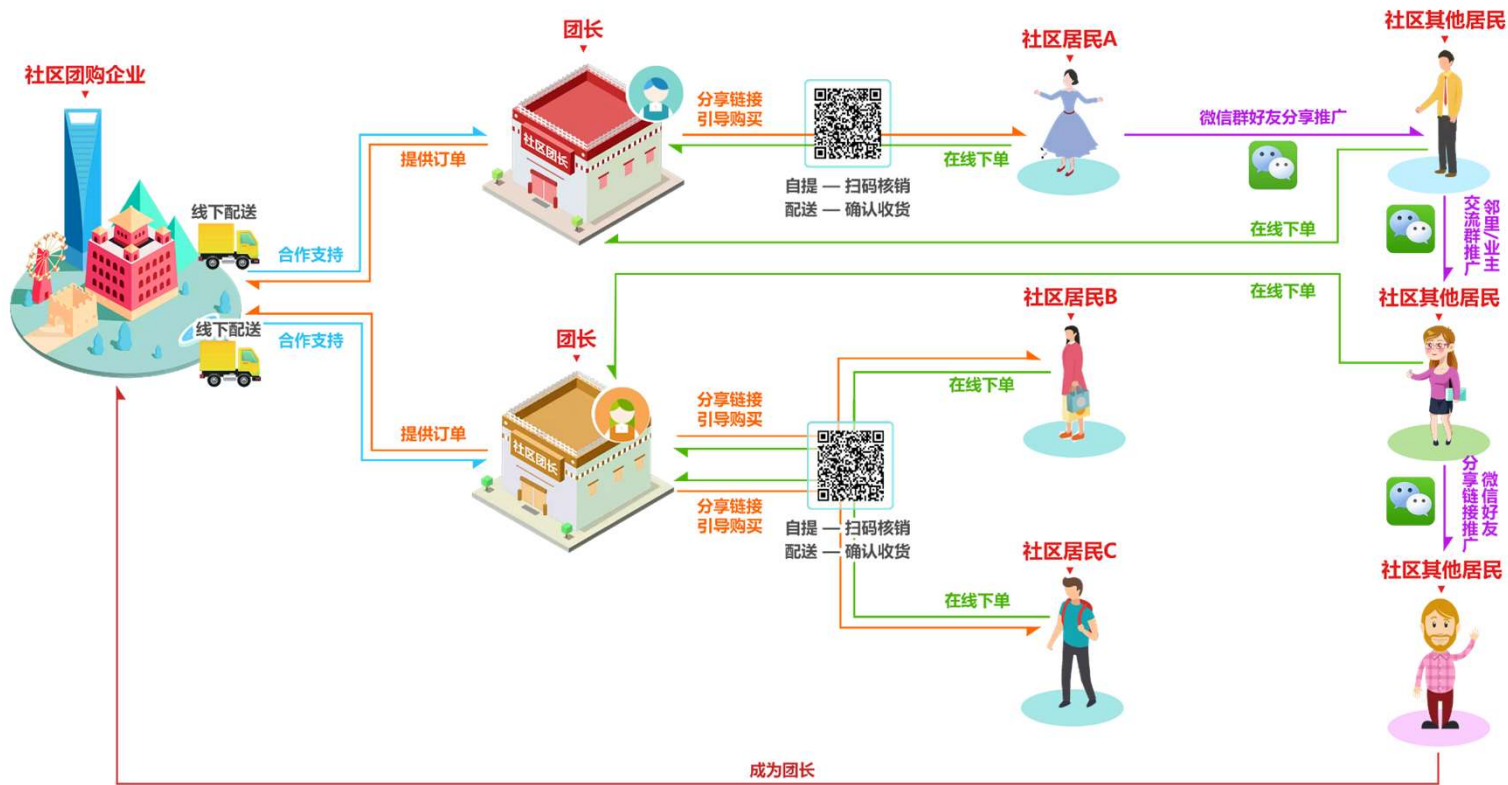 社区团购企业
线下配送
合作支持
提供订单
线下配送
合作支持
提供订单
团长
社区团长
分享链接
引导购买
在线下单
自提 — 扫码核销
配送 — 确认收货
社区居民A
微信群好友分享推广
社区其他居民
在线下单
邻里/业主
交流群推广
团长
社区团长
分享链接
引导购买
分享链接
引导购买
自提 — 扫码核销
配送 — 确认收货
社区居民B
在线下单
社区居民C
在线下单
在线下单
社区其他居民
微信好友
分享链接推广
社区其他居民
成为团长